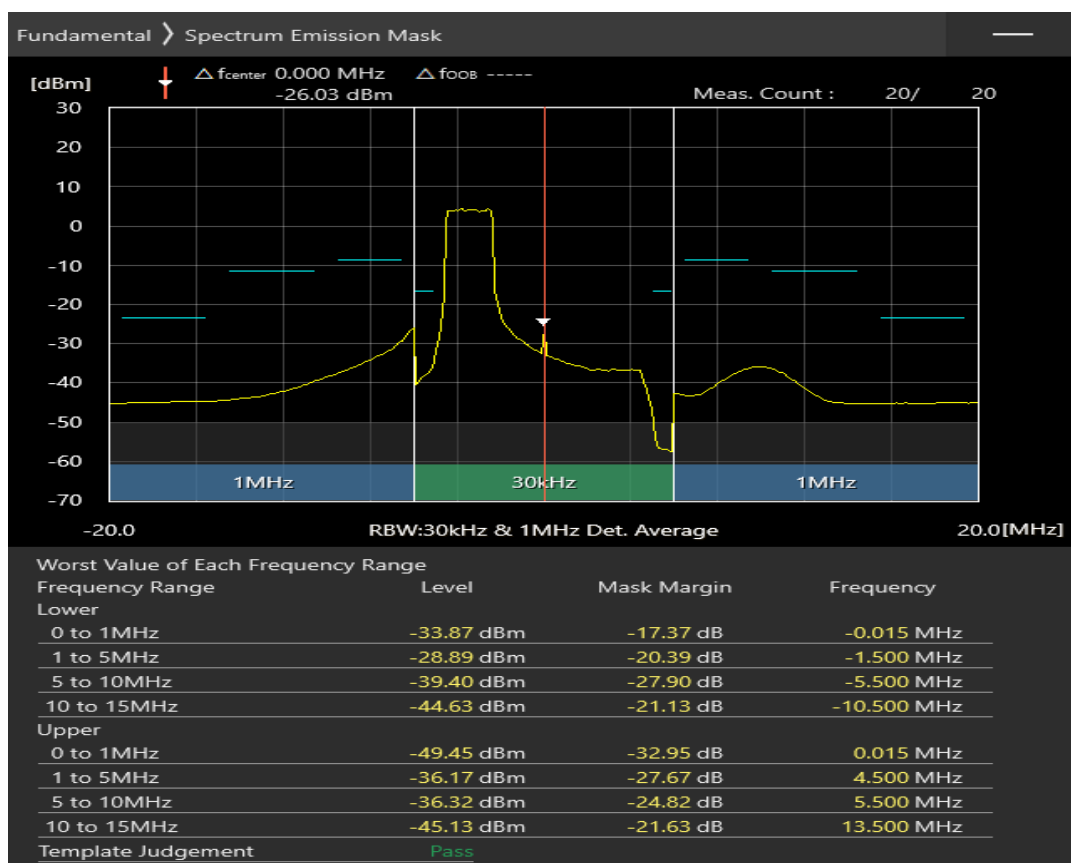 Fundamental ❯ Spectrum Emission Mask
△ fcenter 0.000 MHz △ fOOB -----
[dBm]
-26.03 dBm Meas. Count : 20/ 20
30
20
10
0
-10
-20
-30
-40
-50
-60
1MHz 30kHz 1MHz
-70
-20.0 RBW:30kHz & 1MHz Det. Average 20.0[MHz]
Worst Value of Each Frequency Range
Frequency Range Level Mask Margin Frequency
Lower
0 to 1MHz -33.87 dBm -17.37 dB -0.015 MHz
1 to 5MHz -28.89 dBm -20.39 dB -1.500 MHz
5 to 10MHz -39.40 dBm -27.90 dB -5.500 MHz
10 to 15MHz -44.63 dBm -21.13 dB -10.500 MHz
Upper
0 to 1MHz -49.45 dBm -32.95 dB 0.015 MHz
1 to 5MHz -36.17 dBm -27.67 dB 4.500 MHz
5 to 10MHz -36.32 dBm -24.82 dB 5.500 MHz
10 to 15MHz -45.13 dBm -21.63 dB 13.500 MHz
Template Judgement Pass